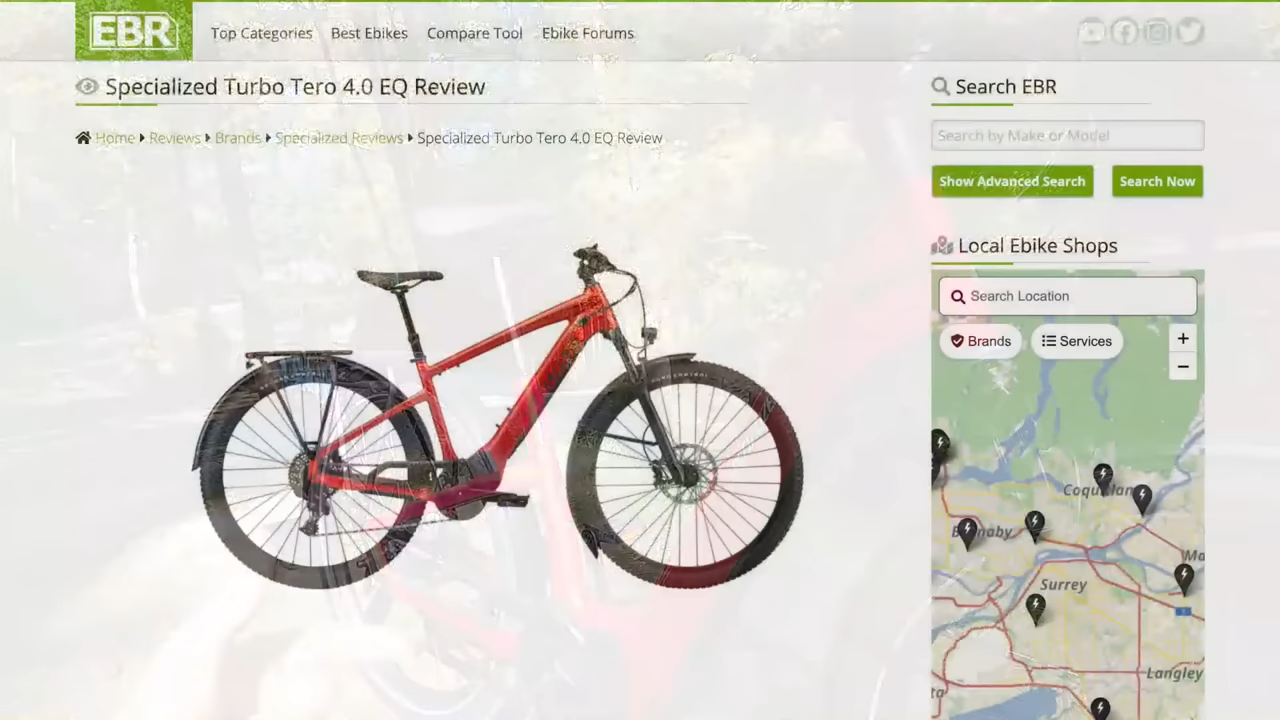 EBR
Top Categories
Best Ebikes
Compare Tool
Ebike Forums
Specialized Turbo Tero 4.0 EQ Review
Home
Reviews
Brands
Specialized Reviews
Specialized Turbo Tero 4.0 EQ Review
Search EBR
Search by Make or Model
Show Advanced Search
Search Now
Local Ebike Shops
Search Location
Brands
Services
+
−
Surrey
Langley